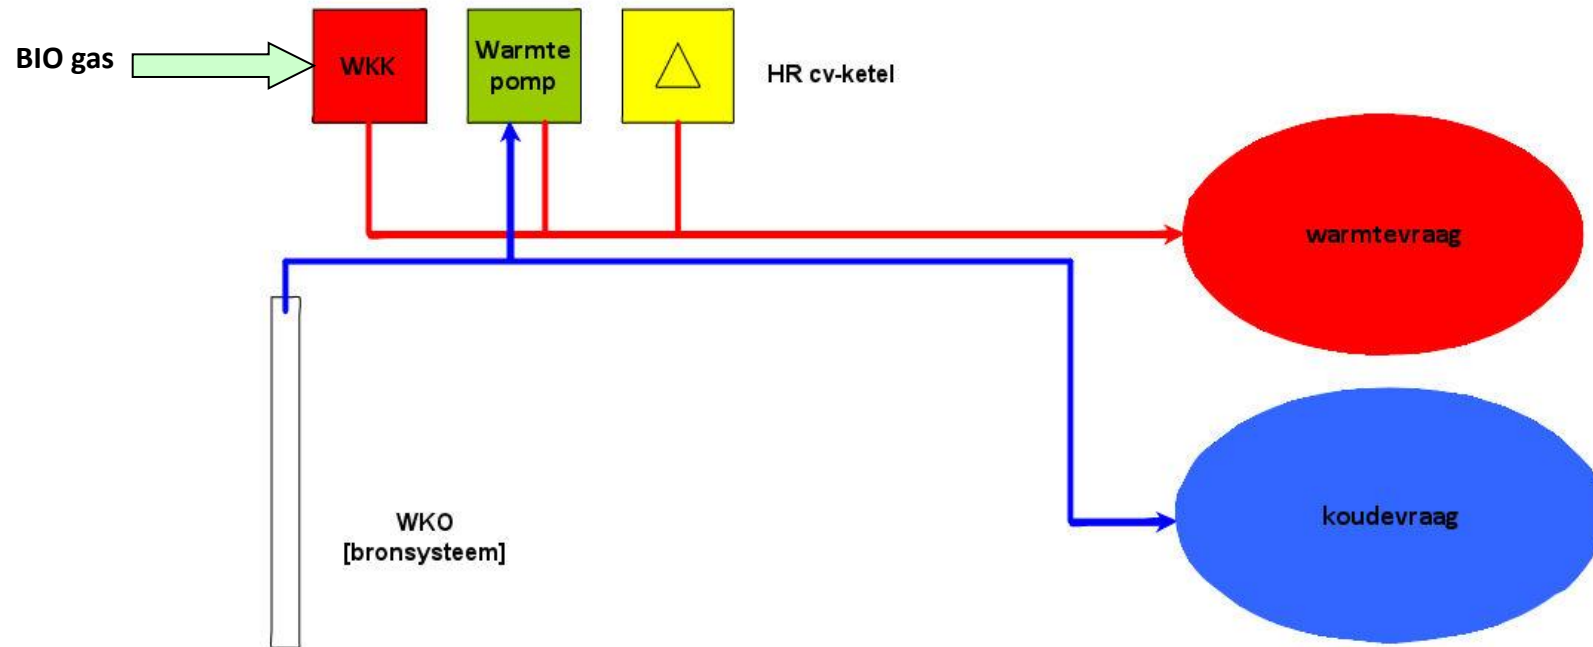 BIO gas
WKK
Warmte
pomp
HR cv-ketel
warmtevraag
koudevraag
WKO
[bronsysteem]